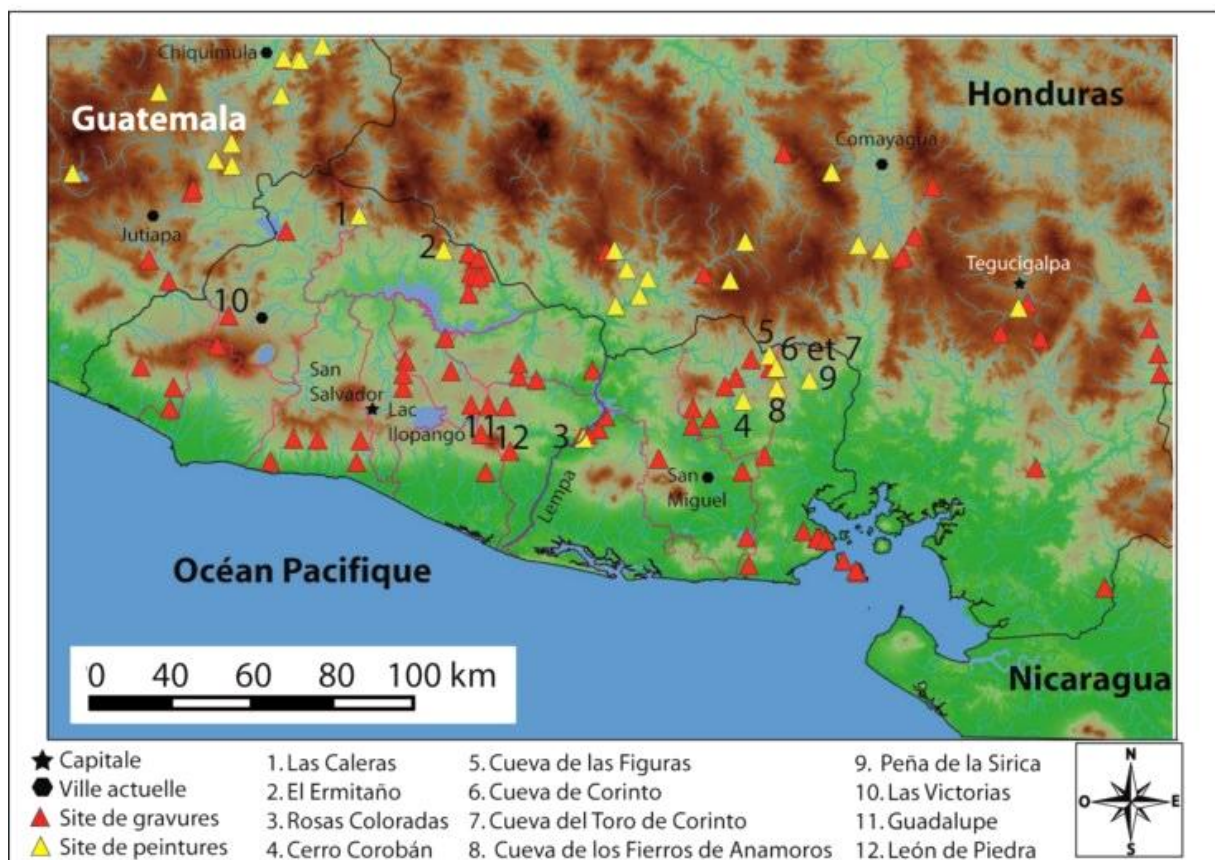 Chiquimula
Guatemala
Honduras
Comayagua
1
Jutiapa
2
Tegucigalpa
10
5
6 et 7
San
Salvador
9
Lac
Ilopango
11
4
8
12
3
San
Miguel
Lempa
Océan Pacifique
0 40 60 80 100 km
Nicaragua
Capitale
Ville actuelle
Site de gravures
Site de peintures
1. Las Caleras
2. El Ermitaño
3. Rosas Coloradas
4. Cerro Corobán
5. Cueva de las Figuras
6. Cueva de Corinto
7. Cueva del Toro de Corinto
8. Cueva de los Fierros de Anamoros
9. Peña de la Sirica
10. Las Victorias
11. Guadalupe
12. León de Piedra
N
O E
S